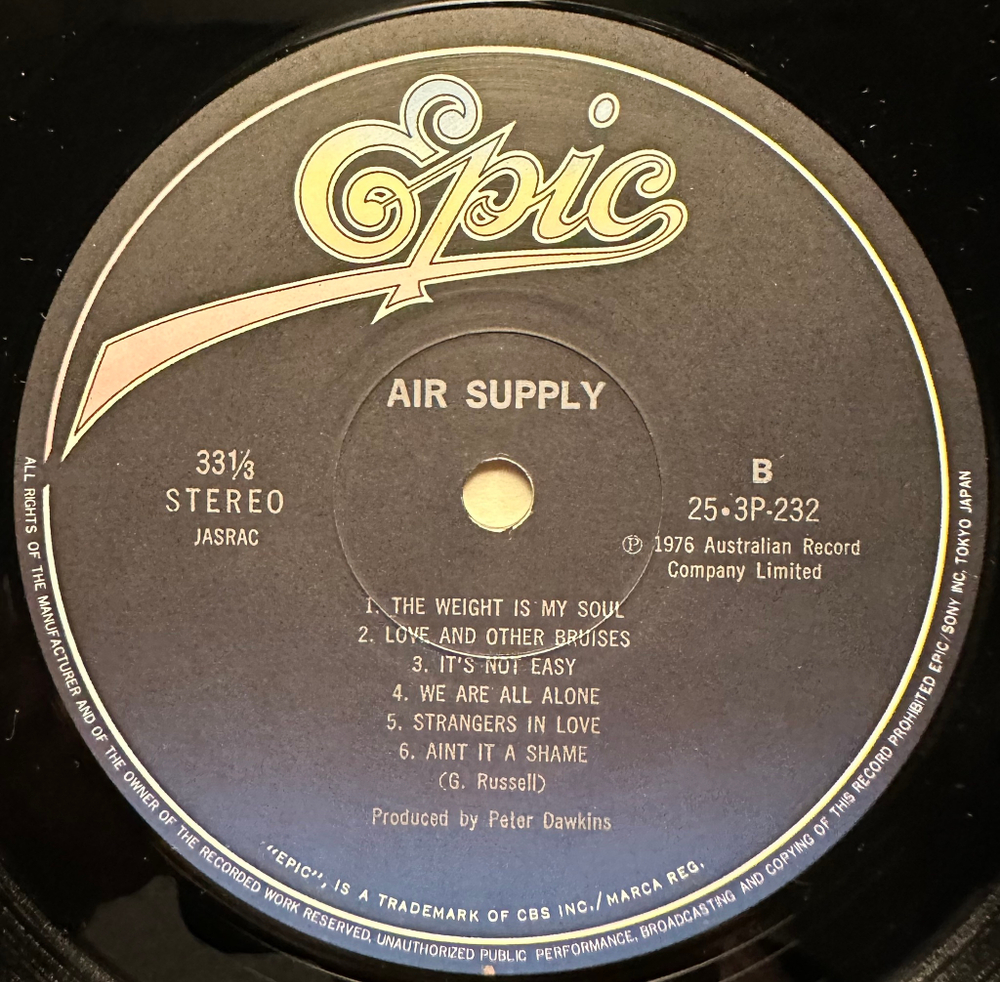 Epic
AIR SUPPLY
33⅓
STEREO
JASRAC
B
25•3P-232
Ⓟ 1976 Australian Record
Company Limited
1. THE WEIGHT IS MY SOUL
2. LOVE AND OTHER BRUISES
3. IT'S NOT EASY
4. WE ARE ALL ALONE
5. STRANGERS IN LOVE
6. AINT IT A SHAME
(G. Russell)
Produced by Peter Dawkins
"EPIC", IS A TRADEMARK OF CBS INC./MARCA REG.
ALL RIGHTS OF THE MANUFACTURER AND OF THE OWNER OF THE RECORDED WORK RESERVED, UNAUTHORIZED PUBLIC PERFORMANCE, BROADCASTING AND COPYING OF THIS RECORD PROHIBITED EPIC/SONY INC. TOKYO JAPAN